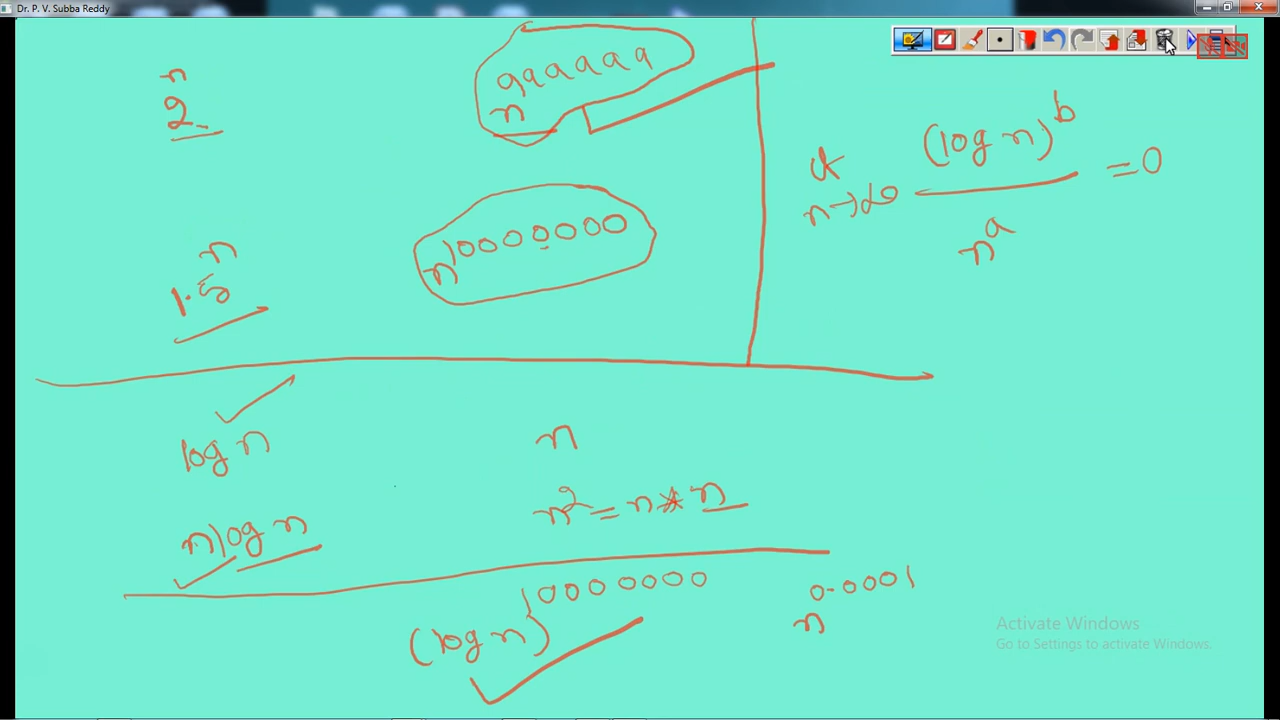 Dr. P. V. Subba Reddy
2^n
n^999999
1.5^n
n^10000000
lt n→∞ (log n)^b / n^a = 0
log n
n
n log n
n^2 = n * n
(log n)^10000000
n^0.0001
Activate Windows
Go to Settings to activate Windows.